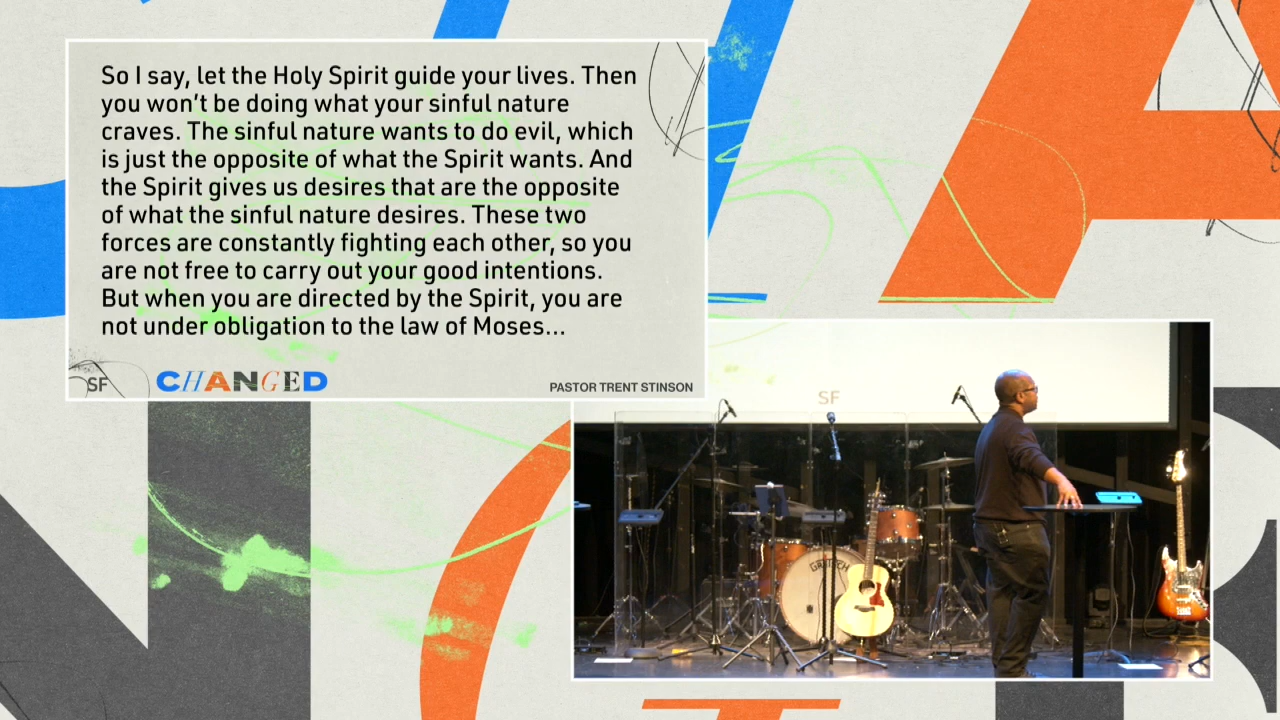 So I say, let the Holy Spirit guide your lives. Then
you won't be doing what your sinful nature
craves. The sinful nature wants to do evil, which
is just the opposite of what the Spirit wants. And
the Spirit gives us desires that are the opposite
of what the sinful nature desires. These two
forces are constantly fighting each other, so you
are not free to carry out your good intentions.
But when you are directed by the Spirit, you are
not under obligation to the law of Moses...
SF
CHANGED
PASTOR TRENT STINSON
SF
GRETSCH